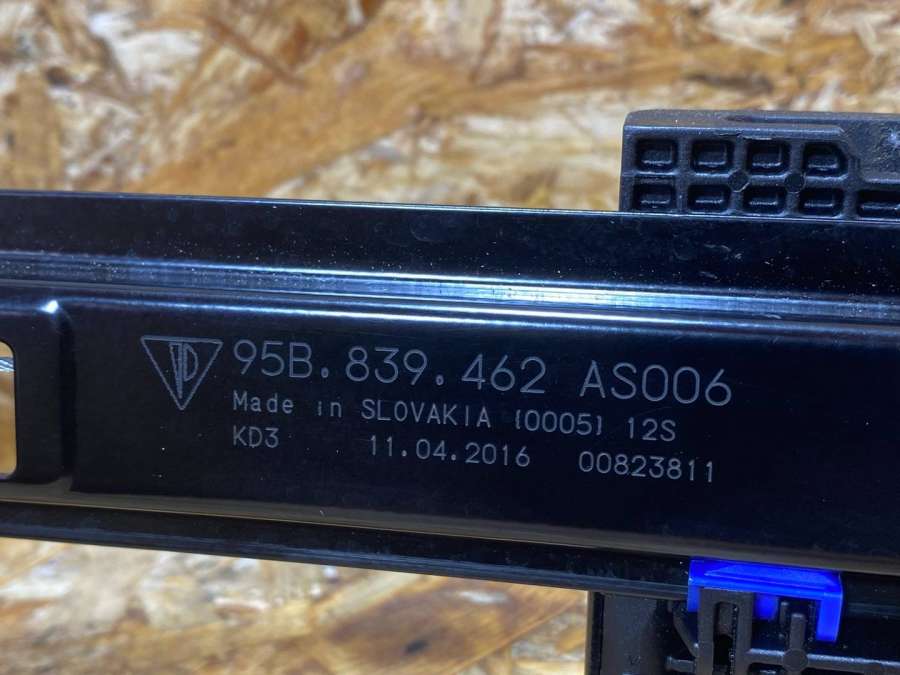 95B.839.462 AS006
Made in SLOVAKIA (0005) 12S
KD3 11.04.2016 00823811